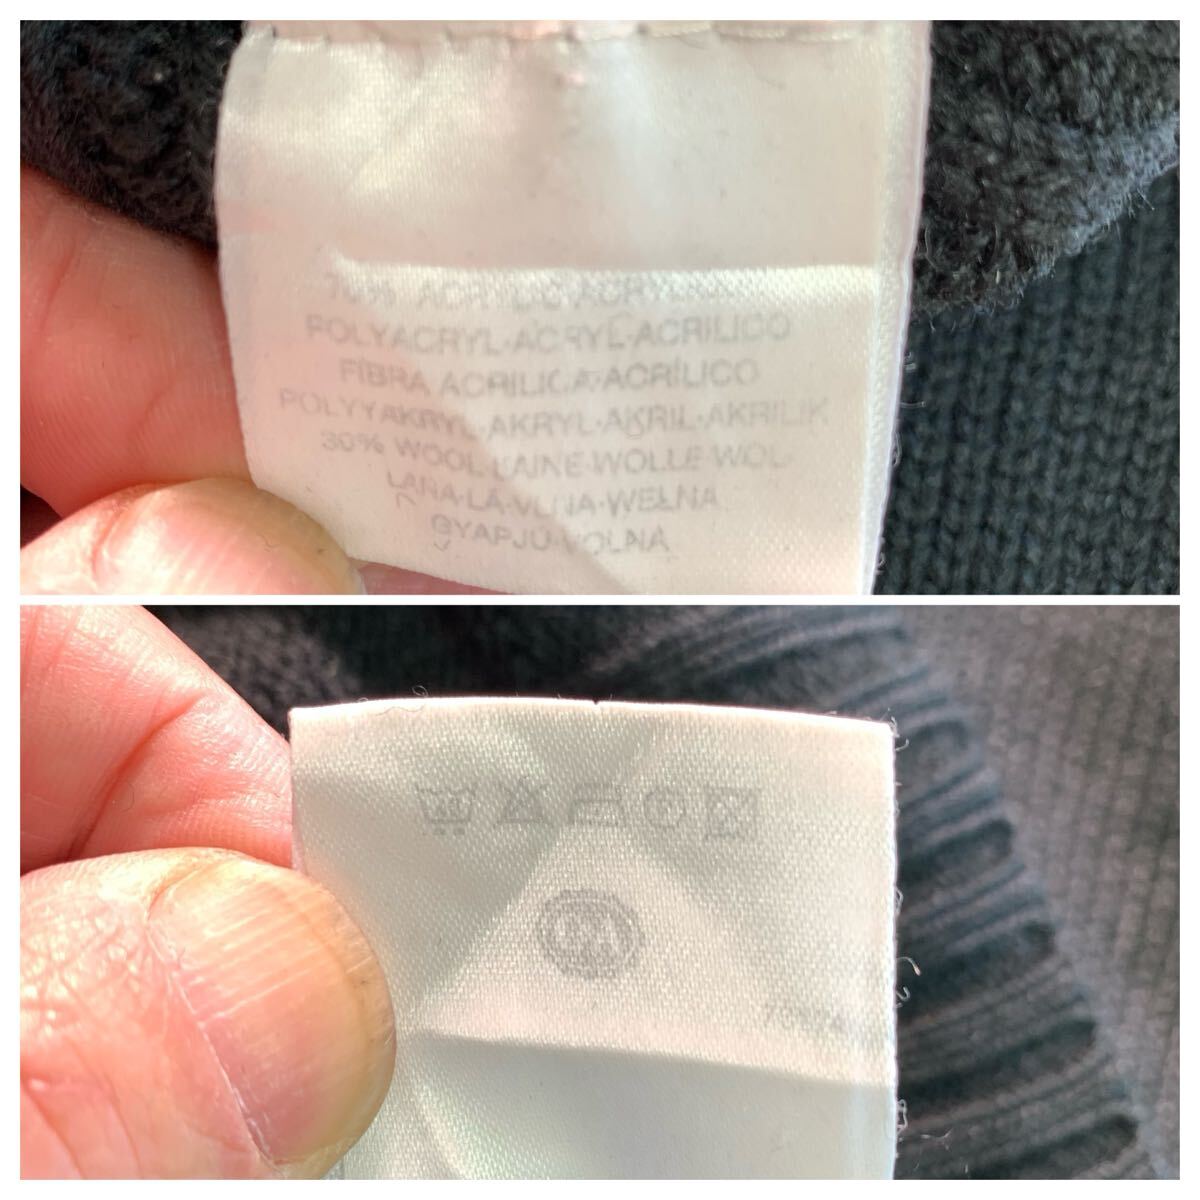 70% ACRYLIC·ACRYLIQUE
POLYACRYL·ACRYL·ACRILICO
FIBRA ACRILICA·ACRÍLICO
POLYYAKRYL·AKRYL·AKRIL·AKRILIK
30% WOOL·LAINE·WOLLE·WOL·
LANA·LÃ·VLNA·WEŁNA
GYAPJÚ·VOLNA